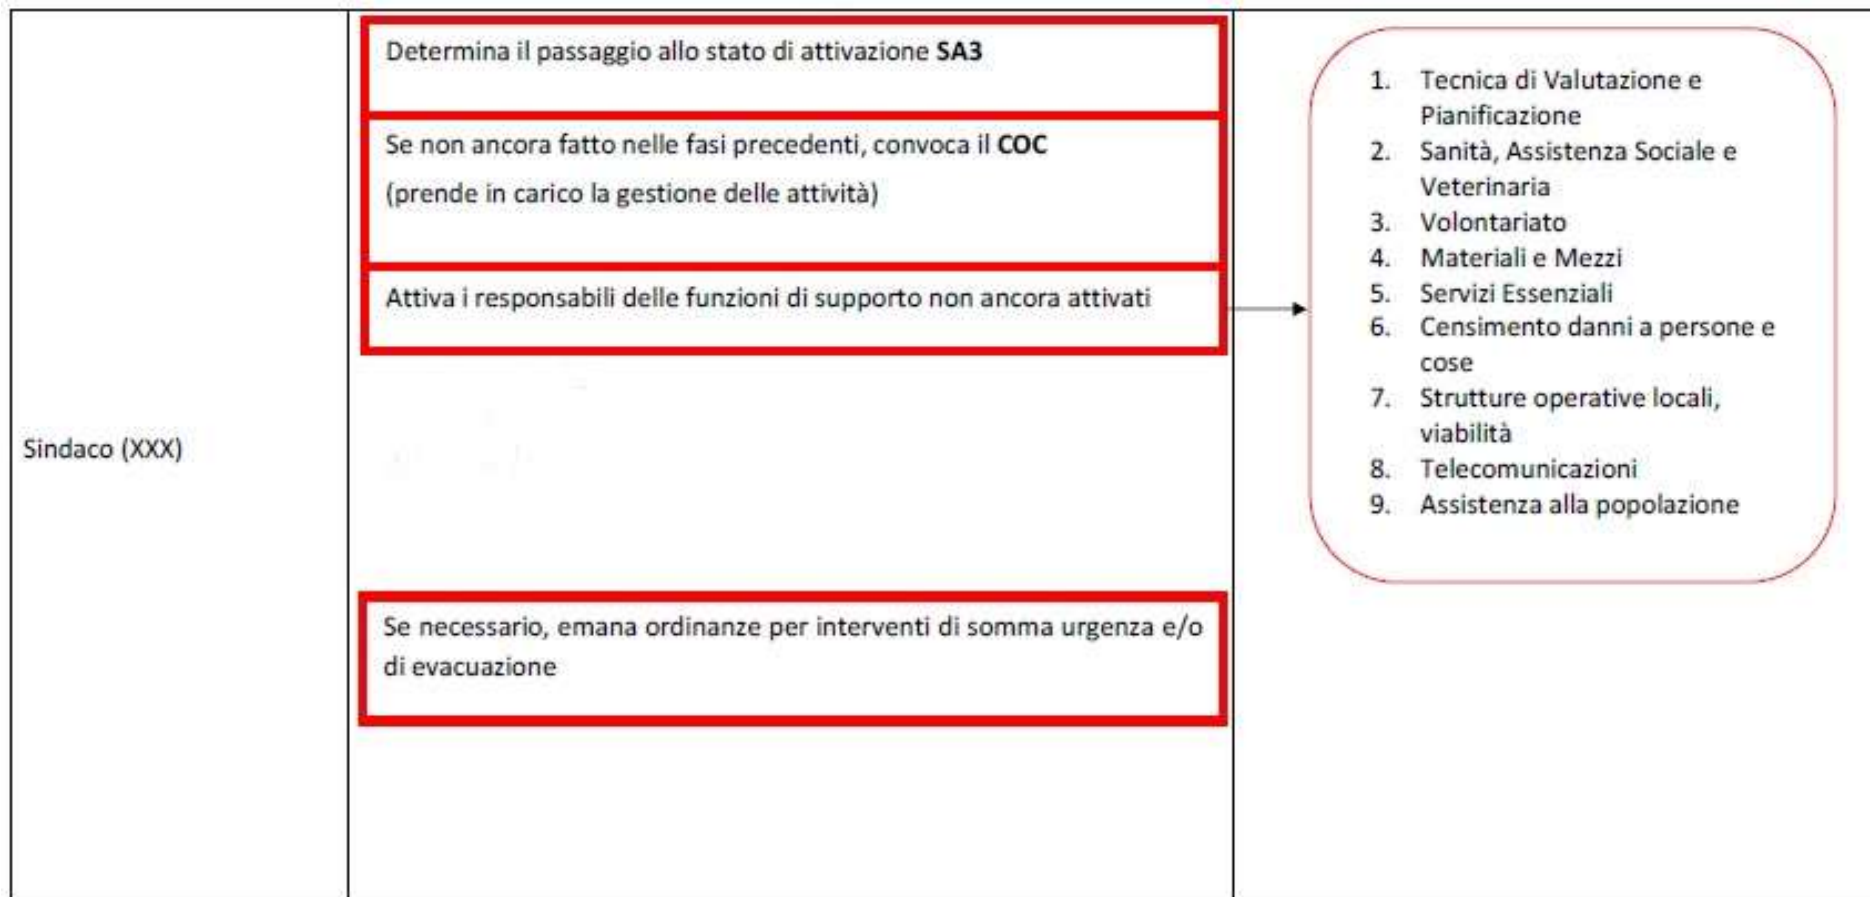 Sindaco (XXX)
Determina il passaggio allo stato di attivazione SA3
Se non ancora fatto nelle fasi precedenti, convoca il COC
(prende in carico la gestione delle attività)
Attiva i responsabili delle funzioni di supporto non ancora attivati
Se necessario, emana ordinanze per interventi di somma urgenza e/o
di evacuazione
1. Tecnica di Valutazione e
Pianificazione
2. Sanità, Assistenza Sociale e
Veterinaria
3. Volontariato
4. Materiali e Mezzi
5. Servizi Essenziali
6. Censimento danni a persone e
cose
7. Strutture operative locali,
viabilità
8. Telecomunicazioni
9. Assistenza alla popolazione